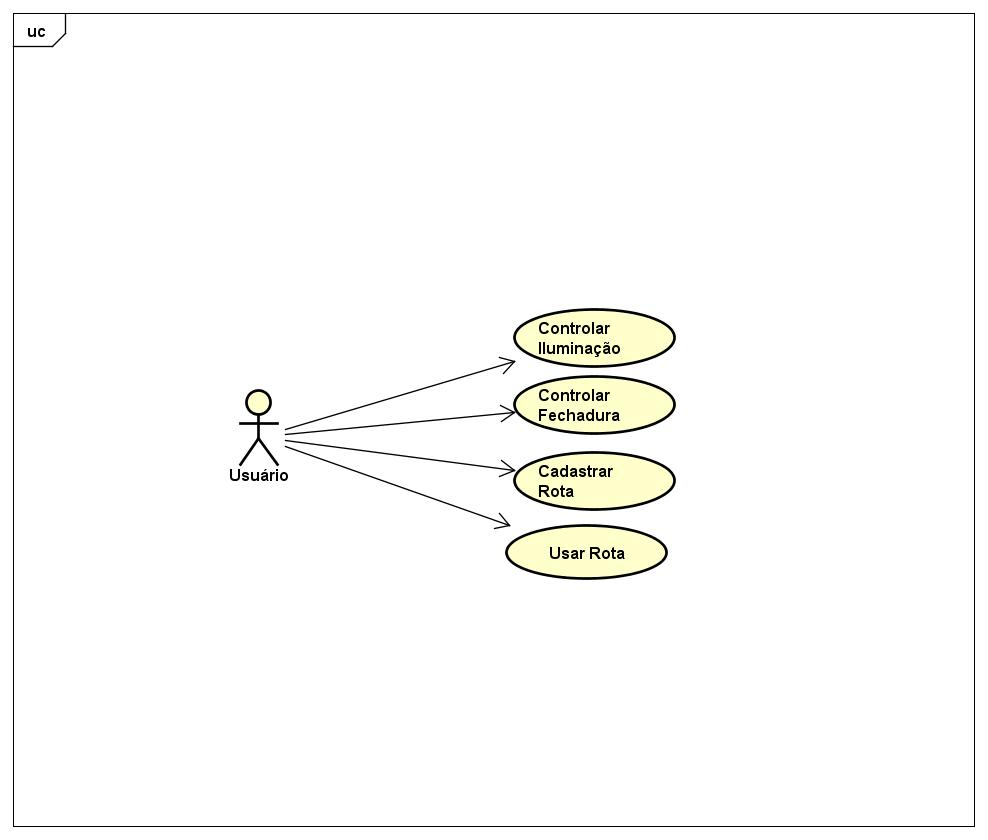 uc
Controlar
Iluminação
Controlar
Fechadura
Usuário
Cadastrar
Rota
Usar Rota